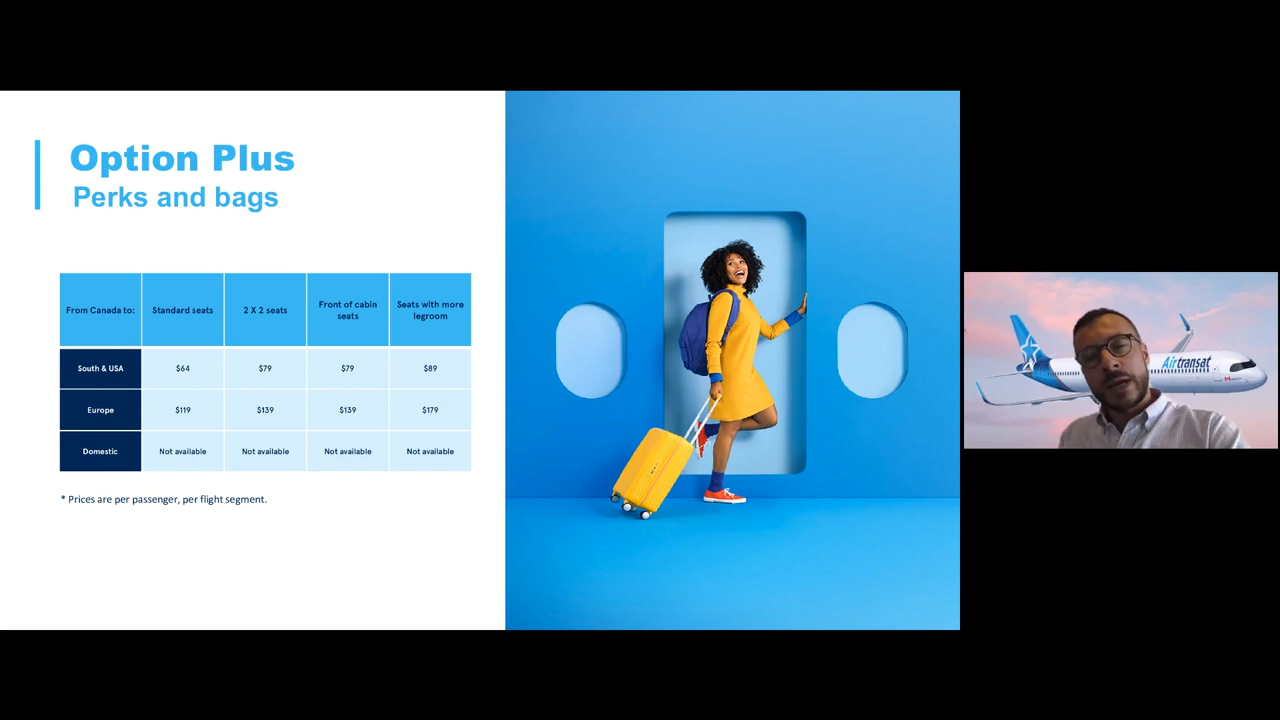 Option Plus
Perks and bags
From Canada to:
Standard seats
2 X 2 seats
Front of cabin
seats
Seats with more
legroom
South & USA
$64
$79
$79
$89
Europe
$119
$139
$139
$179
Domestic
Not available
Not available
Not available
Not available
* Prices are per passenger, per flight segment.
Air transat